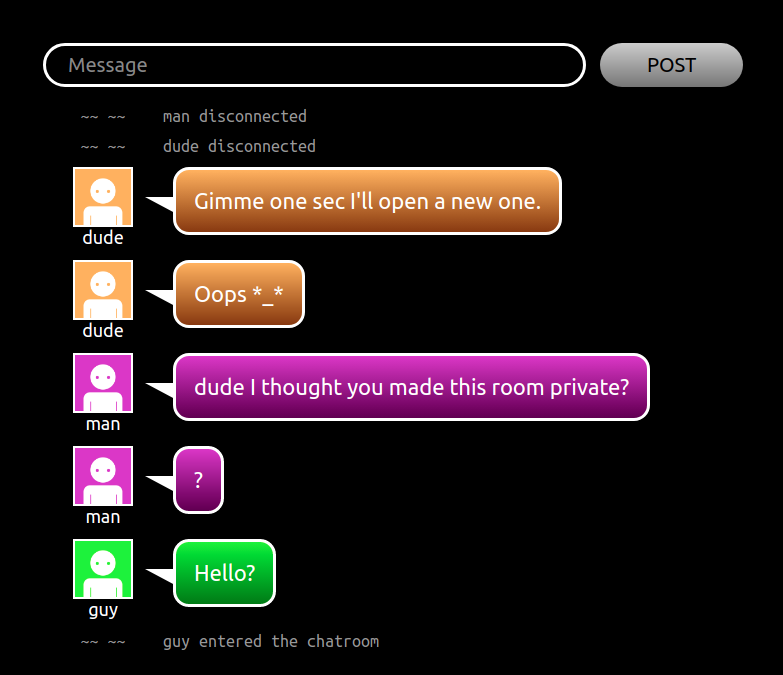 Message
POST
~~ ~~ man disconnected
~~ ~~ dude disconnected
Gimme one sec I'll open a new one.
dude
Oops *_*
dude
dude I thought you made this room private?
man
?
man
Hello?
guy
~~ ~~ guy entered the chatroom